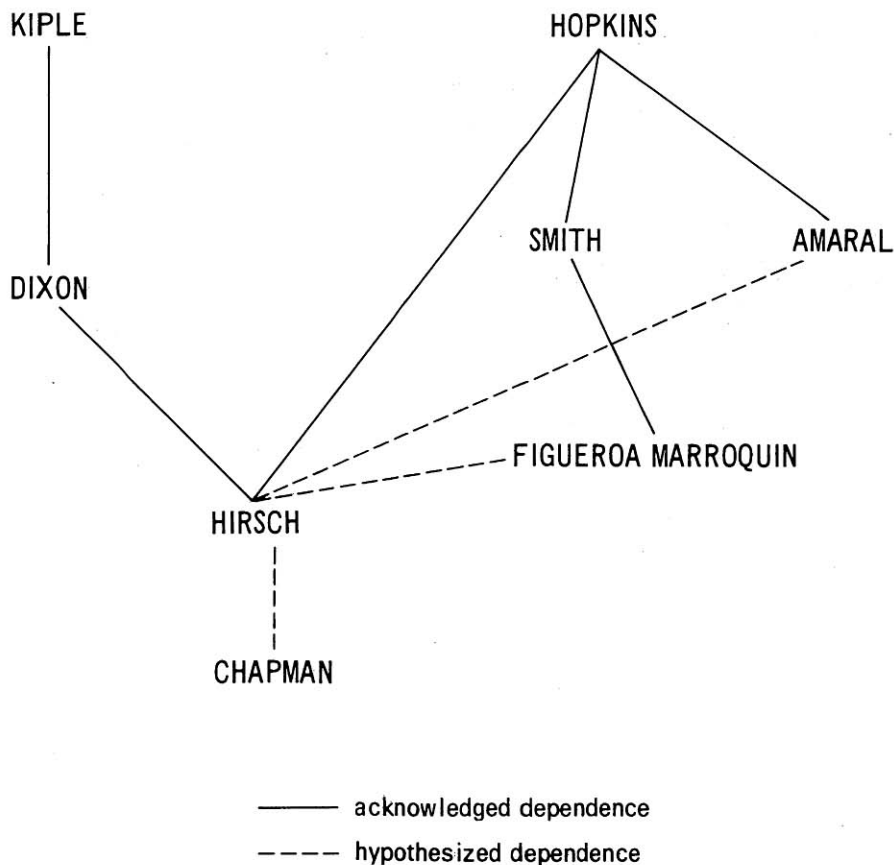 KIPLE
HOPKINS
SMITH
AMARAL
DIXON
FIGUEROA MARROQUIN
HIRSCH
CHAPMAN
acknowledged dependence
hypothesized dependence